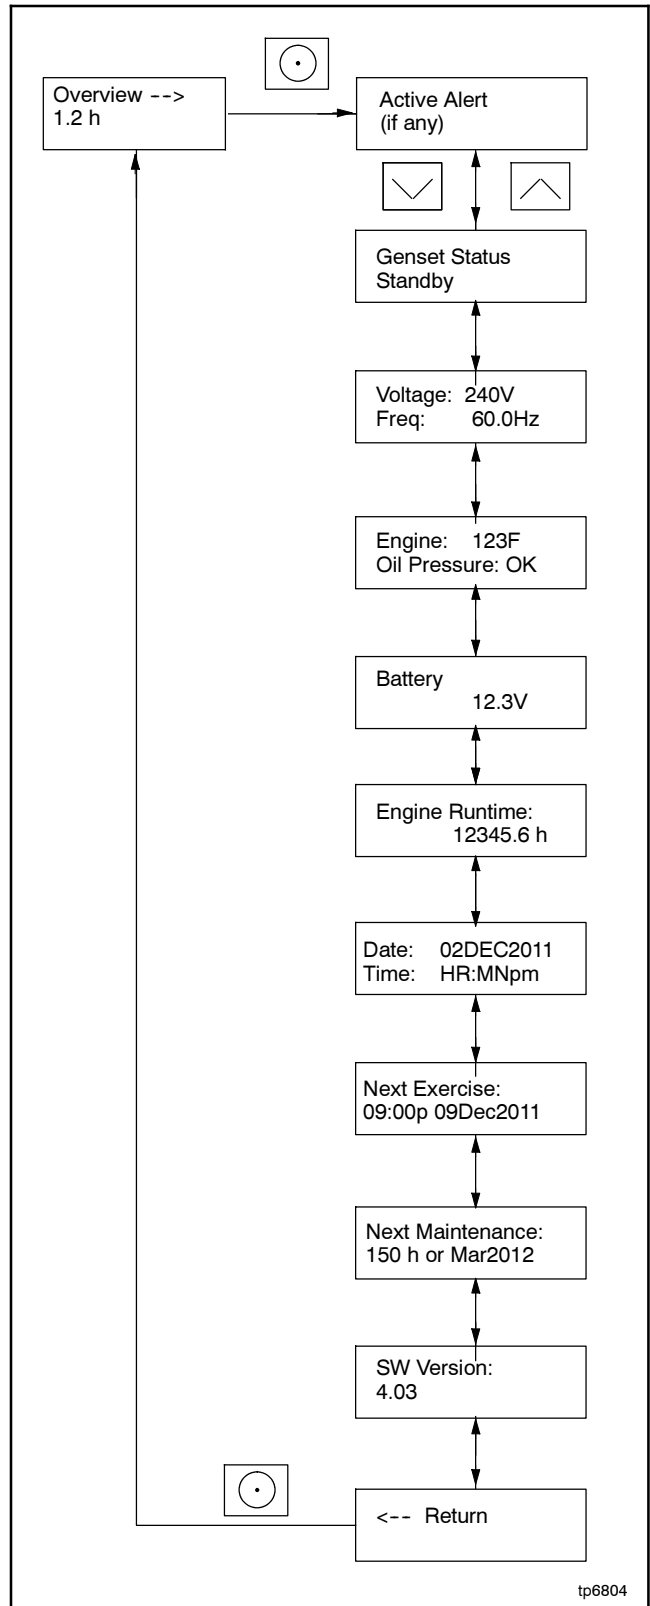 Overview -->
1.2 h
Active Alert
(if any)
Genset Status
Standby
Voltage: 240V
Freq: 60.0Hz
Engine: 123F
Oil Pressure: OK
Battery
12.3V
Engine Runtime:
12345.6 h
Date: 02DEC2011
Time: HR:MNpm
Next Exercise:
09:00p 09Dec2011
Next Maintenance:
150 h or Mar2012
SW Version:
4.03
<-- Return
tp6804